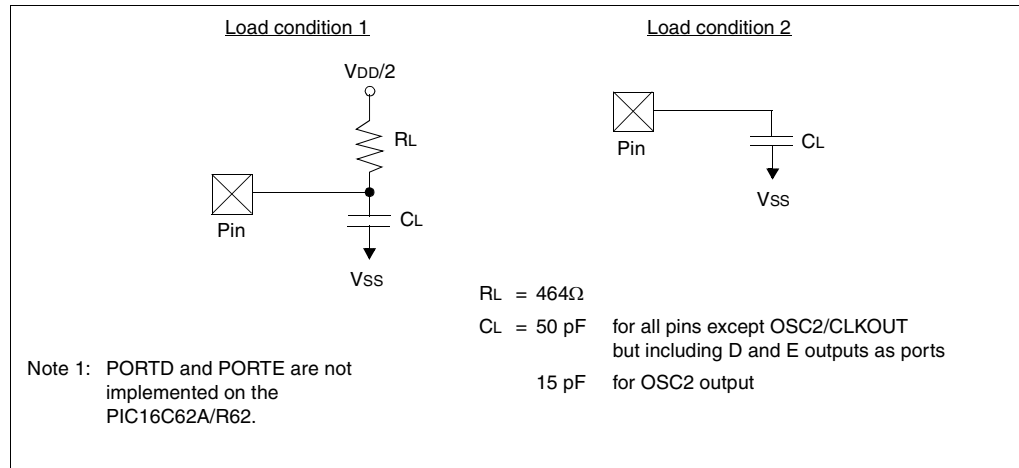 Load condition 1
Load condition 2
VDD/2
RL
Pin
CL
VSS
Pin
CL
VSS
RL = 464Ω
CL = 50 pF for all pins except OSC2/CLKOUT
but including D and E outputs as ports
15 pF for OSC2 output
Note 1: PORTD and PORTE are not
implemented on the
PIC16C62A/R62.